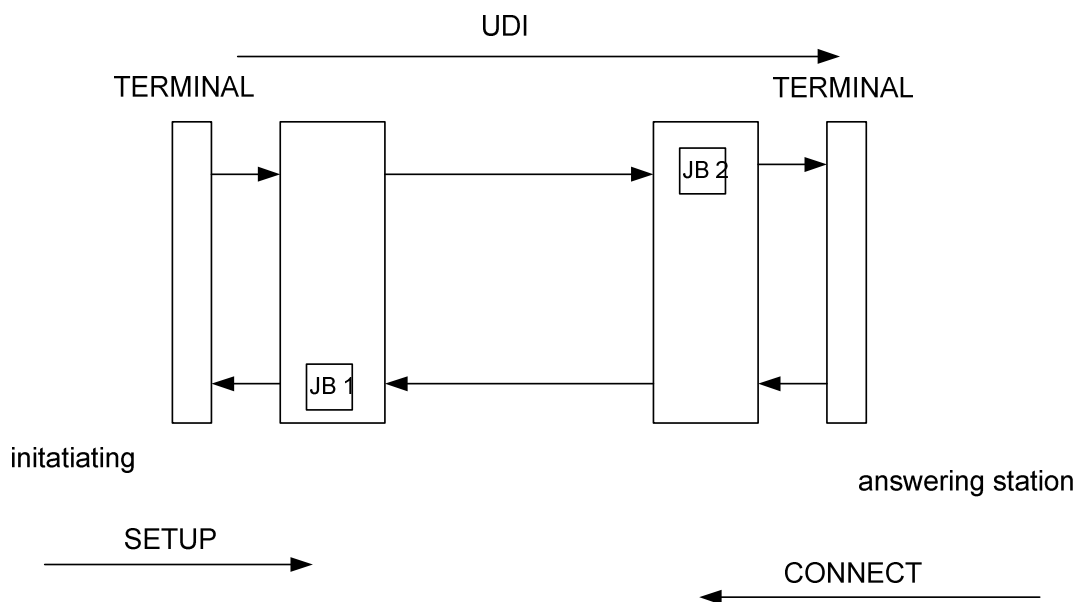 UDI
TERMINAL
TERMINAL
JB 2
JB 1
initatiating
answering station
SETUP
CONNECT